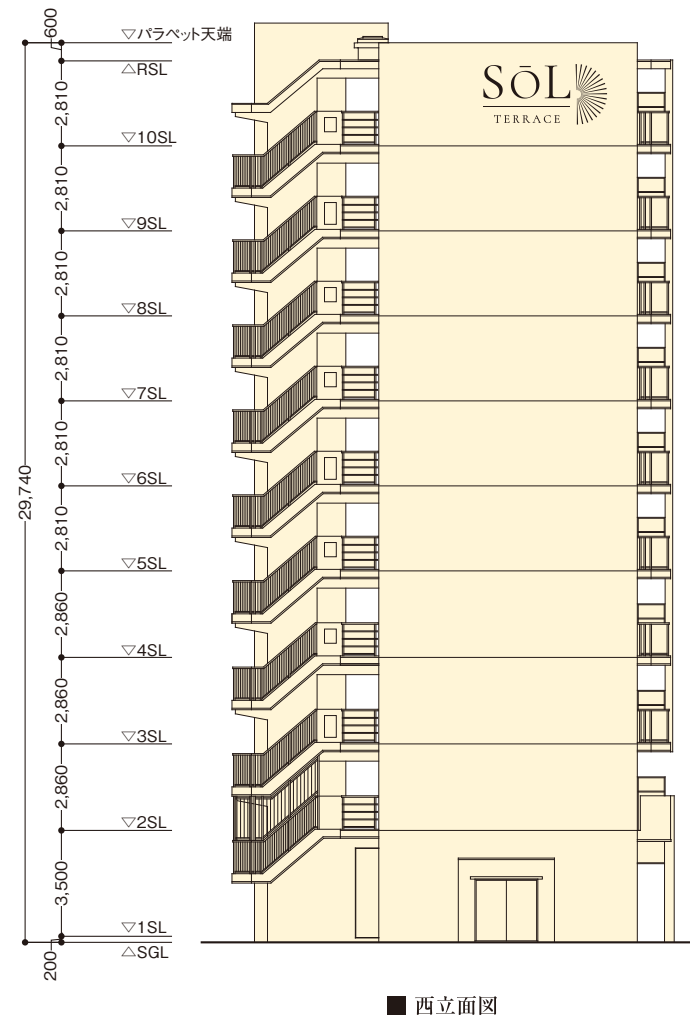 600
▽パラペット天端
△RSL
SōL
TERRACE
2,810
▽10SL
2,810
▽9SL
2,810
▽8SL
2,810
▽7SL
2,810
29,740
▽6SL
2,810
▽5SL
2,860
▽4SL
2,860
▽3SL
2,860
▽2SL
3,500
▽1SL
△SGL
200
■ 西立面図